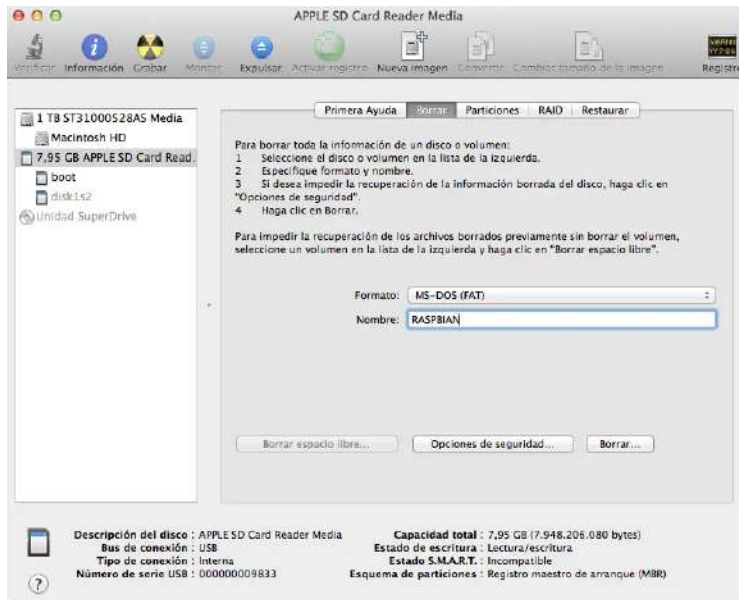 APPLE SD Card Reader Media
Verificar Información Grabar Montar Expulsar Activar registro Nueva imagen Convertir Cambiar tamaño de la imagen Registro
1 TB ST31000528AS Media
Macintosh HD
7,95 GB APPLE SD Card Read.
boot
disk1s2
Unidad SuperDrive
Primera Ayuda Borrar Particiones RAID Restaurar
Para borrar toda la información de un disco o volumen:
1 Seleccione el disco o volumen en la lista de la izquierda.
2 Especifique formato y nombre.
3 Si desea impedir la recuperación de la información borrada del disco, haga clic en
"Opciones de seguridad".
4 Haga clic en Borrar.
Para impedir la recuperación de los archivos borrados previamente sin borrar el volumen,
seleccione un volumen en la lista de la izquierda y haga clic en "Borrar espacio libre".
Formato: MS-DOS (FAT)
Nombre: RASPBIAN
Borrar espacio libre... Opciones de seguridad... Borrar...
Descripción del disco : APPLE SD Card Reader Media Capacidad total : 7,95 GB (7.948.206.080 bytes)
Bus de conexión : USB Estado de escritura : Lectura/escritura
Tipo de conexión : Interna Estado S.M.A.R.T. : Incompatible
Número de serie USB : 000000009833 Esquema de particiones : Registro maestro de arranque (MBR)
?